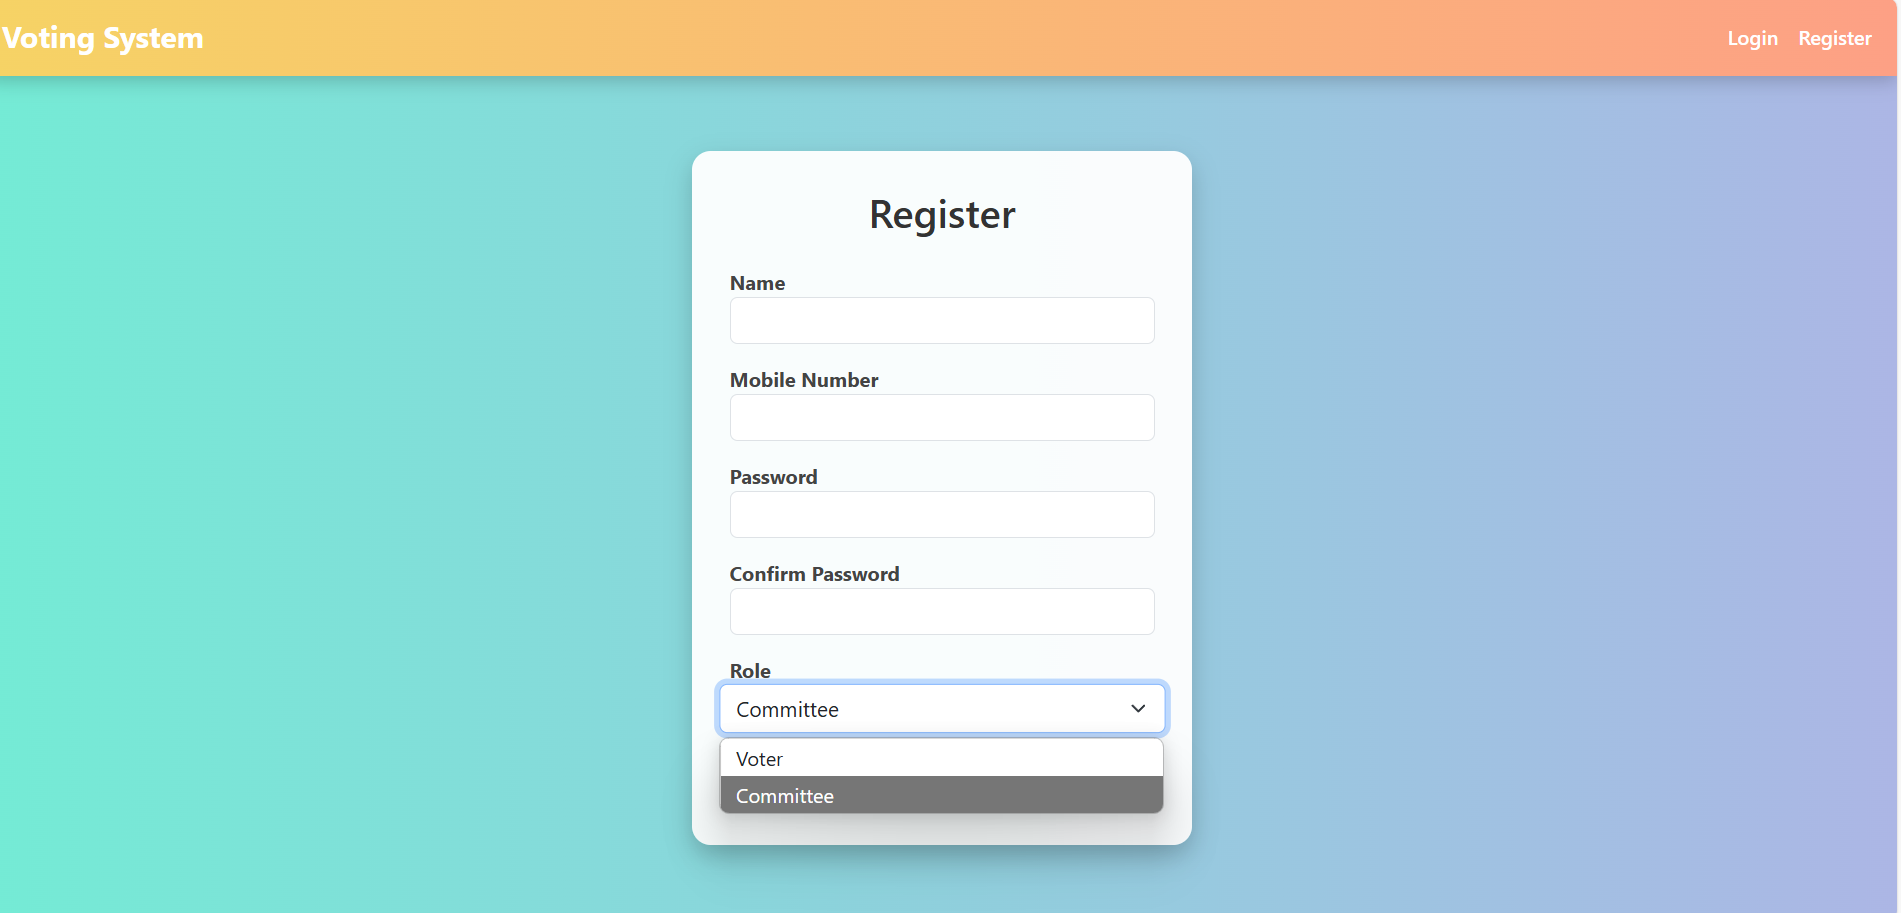 Voting System
Login Register
Register
Name
Mobile Number
Password
Confirm Password
Role
Committee
Voter
Committee